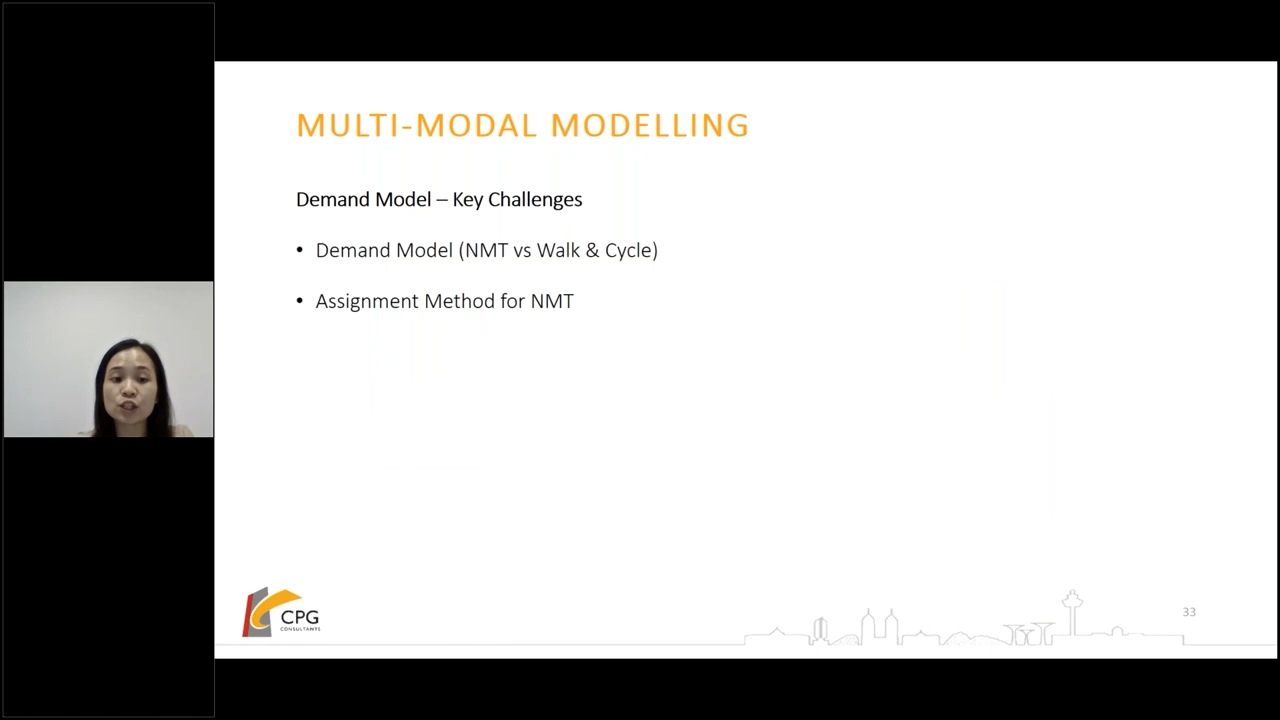 MULTI-MODAL MODELLING
Demand Model – Key Challenges
• Demand Model (NMT vs Walk & Cycle)
• Assignment Method for NMT
CPG
CONSULTANTS
33